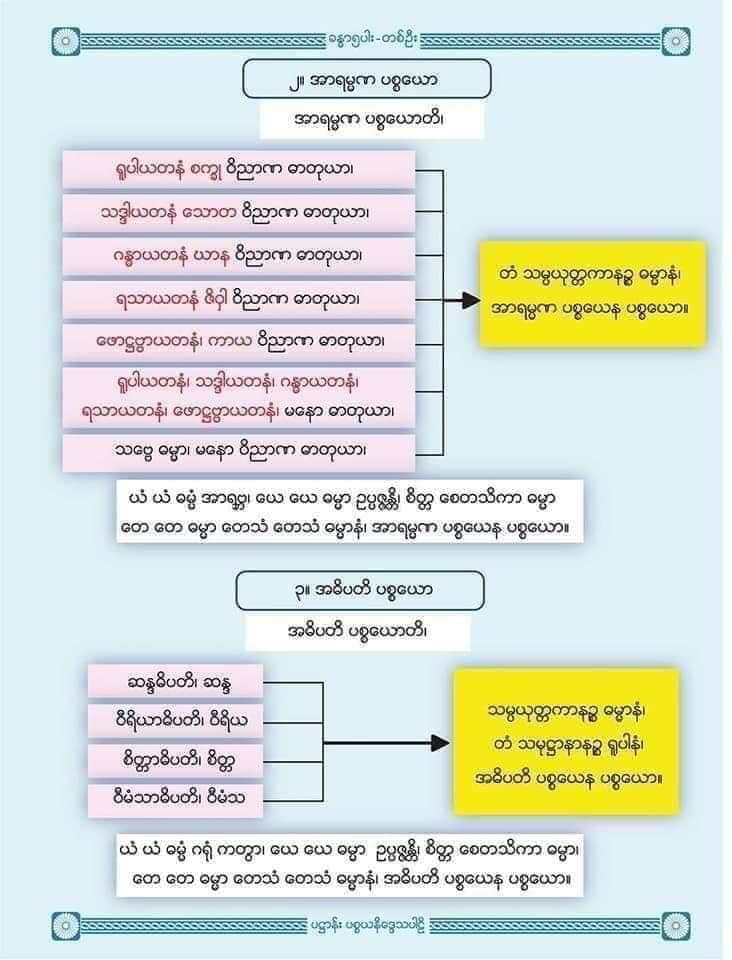 ခန္ဓာ၅ပါး-တစ်ဦး
၂။ အာရမ္မဏ ပစ္စယော
အာရမ္မဏ ပစ္စယောတိ၊
ရူပါယတနံ စက္ခု ဝိညာဏ ဓာတုယာ၊
သဒ္ဒါယတနံ သောတ ဝိညာဏ ဓာတုယာ၊
ဂန္ဓာယတနံ ဃာန ဝိညာဏ ဓာတုယာ၊
ရသာယတနံ ဇိဝှါ ဝိညာဏ ဓာတုယာ၊
ဖောဋ္ဌဗ္ဗာယတနံ၊ ကာယ ဝိညာဏ ဓာတုယာ၊
ရူပါယတနံ၊ သဒ္ဒါယတနံ၊ ဂန္ဓာယတနံ၊
ရသာယတနံ၊ ဖောဋ္ဌဗ္ဗာယတနံ၊ မနော ဓာတုယာ၊
သဗ္ဗေ ဓမ္မာ၊ မနော ဝိညာဏ ဓာတုယာ၊
တံ သမ္ပယုတ္တကာနဉ္စ ဓမ္မာနံ၊
အာရမ္မဏ ပစ္စယေန ပစ္စယော။
ယံ ယံ ဓမ္မံ အာရဗ္ဘ၊ ယေ ယေ ဓမ္မာ ဥပ္ပဇ္ဇန္တိ၊ စိတ္တ စေတသိကာ ဓမ္မာ
တေ တေ ဓမ္မာ တေသံ တေသံ ဓမ္မာနံ၊ အာရမ္မဏ ပစ္စယေန ပစ္စယော။
၃။ အဓိပတိ ပစ္စယော
အဓိပတိ ပစ္စယောတိ၊
ဆန္ဒဓိပတိ၊ ဆန္ဒ
ဝီရိယာဓိပတိ၊ ဝီရိယ
စိတ္တာဓိပတိ၊ စိတ္တ
ဝီမံသာဓိပတိ၊ ဝီမံသ
သမ္ပယုတ္တကာနဉ္စ ဓမ္မာနံ၊
တံ သမုဋ္ဌာနာနဉ္စ ရူပါနံ၊
အဓိပတိ ပစ္စယေန ပစ္စယော။
ယံ ယံ ဓမ္မံ ဂရုံ ကတွာ၊ ယေ ယေ ဓမ္မာ ဥပ္ပဇ္ဇန္တိ၊ စိတ္တ စေတသိကာ ဓမ္မာ၊
တေ တေ ဓမ္မာ တေသံ တေသံ ဓမ္မာနံ၊ အဓိပတိ ပစ္စယေန ပစ္စယော။
ပဋ္ဌာန်း ပစ္စယနိဒ္ဒေသပါဠိ